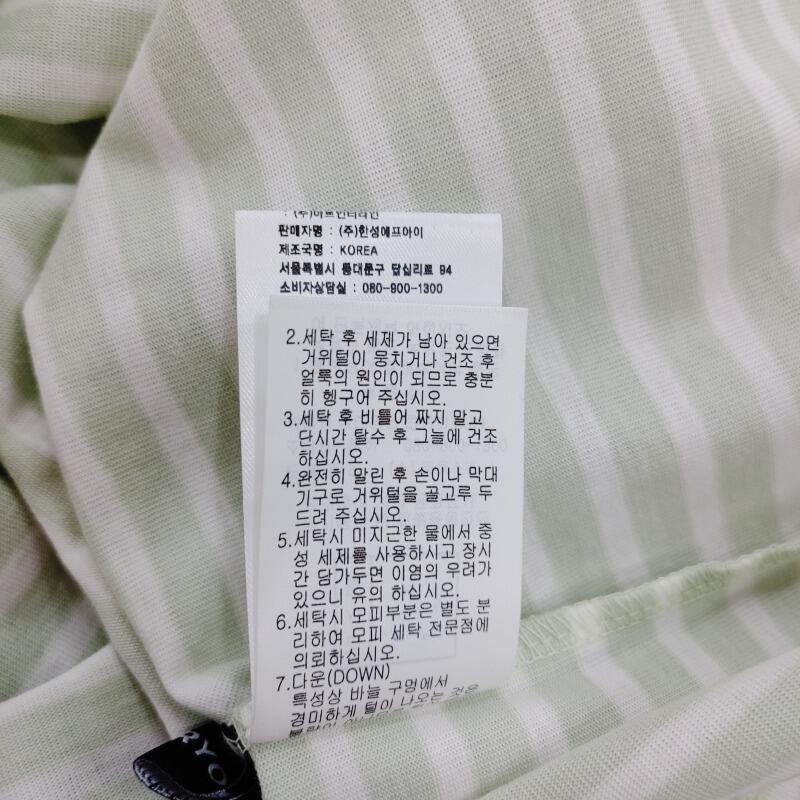 : (주)하트인터라인
판매자명 : (주)한성에프아이
제조국명 : KOREA
서울특별시 동대문구 답십리로 94
소비자상담실 : 080-900-1300
2.세탁 후 세제가 남아 있으면
거위털이 뭉치거나 건조 후
얼룩의 원인이 되므로 충분
히 헹구어 주십시오.
3.세탁 후 비틀어 짜지 말고
단시간 탈수 후 그늘에 건조
하십시오.
4.완전히 말린 후 손이나 막대
기구로 거위털을 골고루 두
드려 주십시오.
5.세탁시 미지근한 물에서 중
성 세제를 사용하시고 장시
간 담가두면 이염의 우려가
있으니 유의 하십시오.
6.세탁시 모피부분은 별도 분
리하여 모피 세탁 전문점에
의뢰하십시오.
7.다운(DOWN)
특성상 바늘 구멍에서
경미하게 털이 나오는 것은
RYO